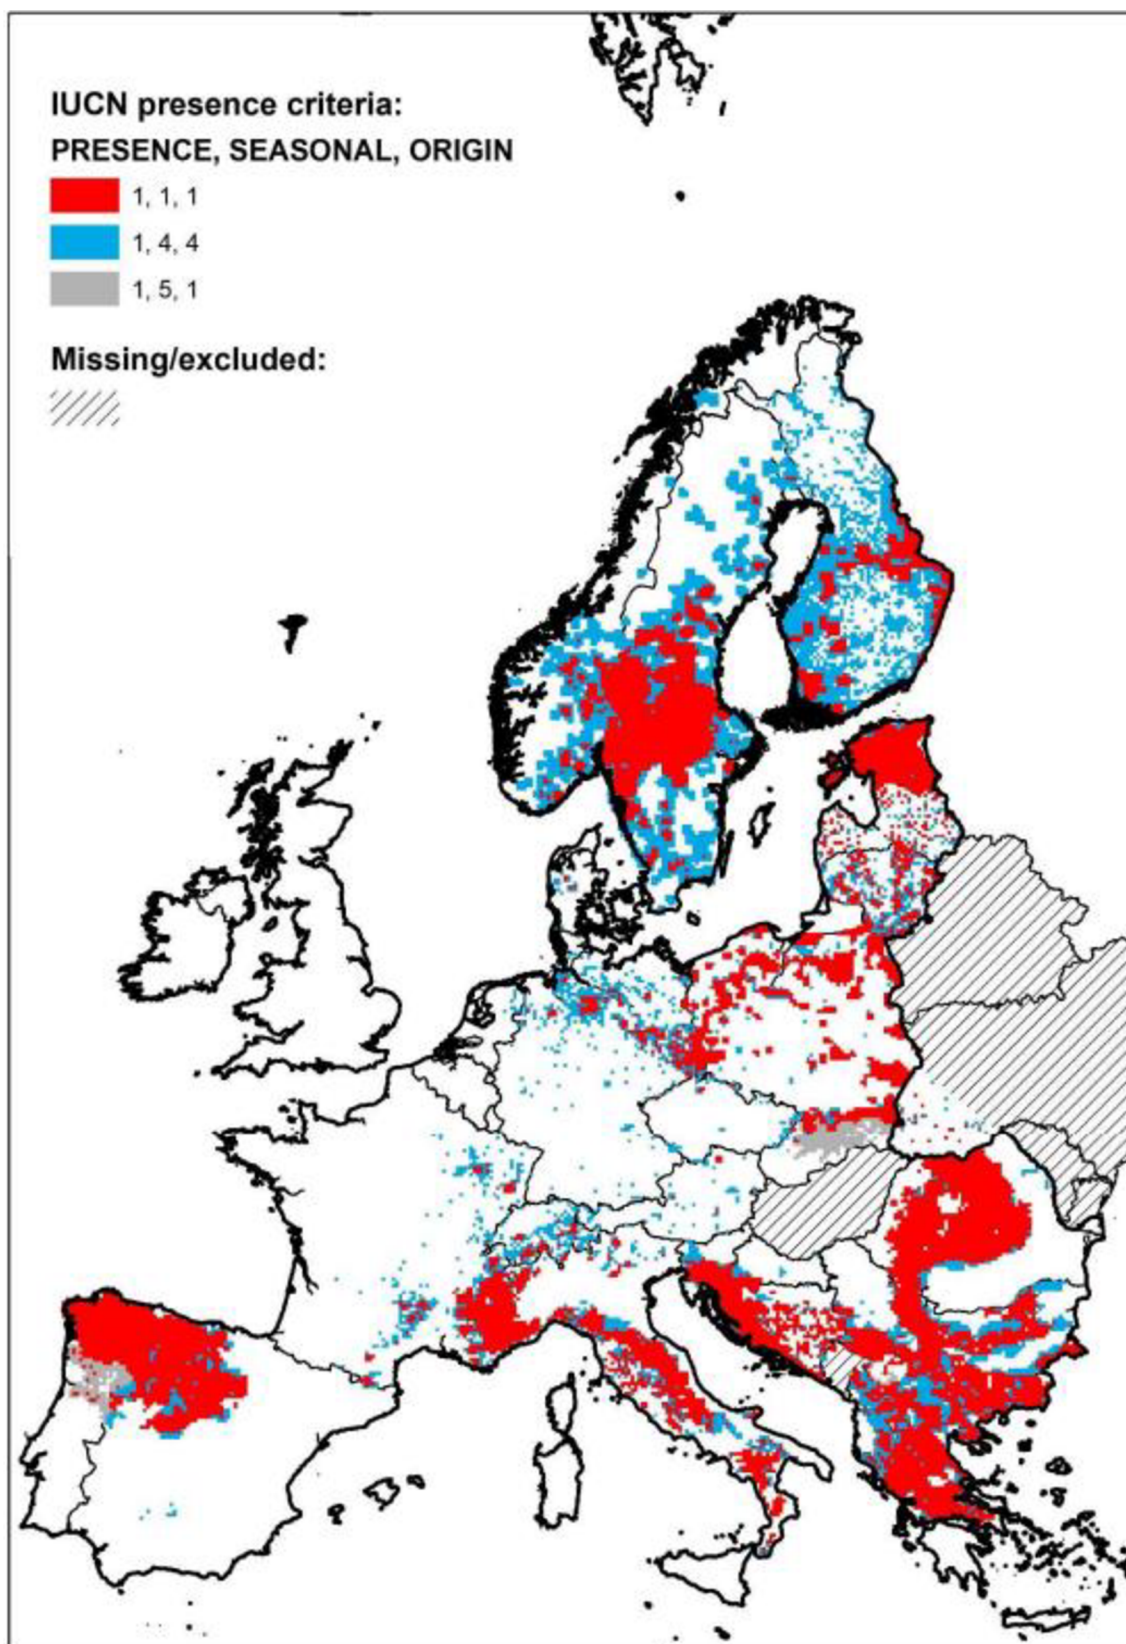 IUCN presence criteria:
PRESENCE, SEASONAL, ORIGIN
1, 1, 1
1, 4, 4
1, 5, 1
Missing/excluded: